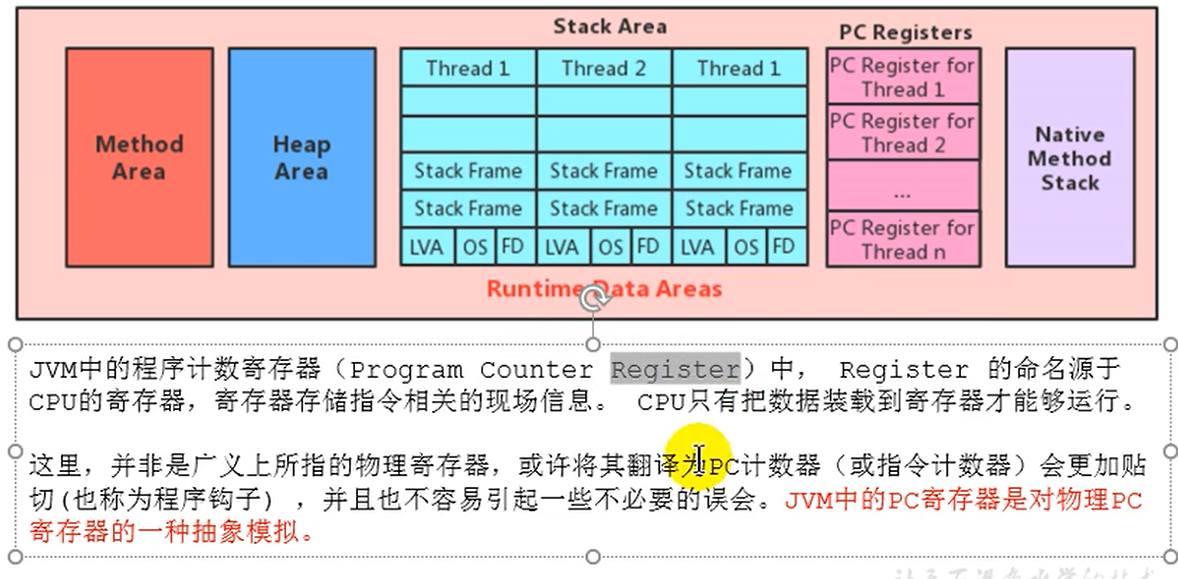 Stack Area
PC Registers
Method
Area
Heap
Area
Thread 1
Thread 2
Thread 1
Stack Frame
Stack Frame
Stack Frame
Stack Frame
Stack Frame
Stack Frame
LVA OS FD LVA OS FD LVA OS FD
PC Register for
Thread 1
PC Register for
Thread 2
...
PC Register for
Thread n
Native
Method
Stack
Runtime Data Areas
JVM中的程序计数寄存器（Program Counter Register）中， Register 的命名源于
CPU的寄存器，寄存器存储指令相关的现场信息。 CPU只有把数据装载到寄存器才能够运行。
这里，并非是广义上所指的物理寄存器，或许将其翻译为PC计数器（或指令计数器）会更加贴
切(也称为程序钩子) ，并且也不容易引起一些不必要的误会。JVM中的PC寄存器是对物理PC
寄存器的一种抽象模拟。